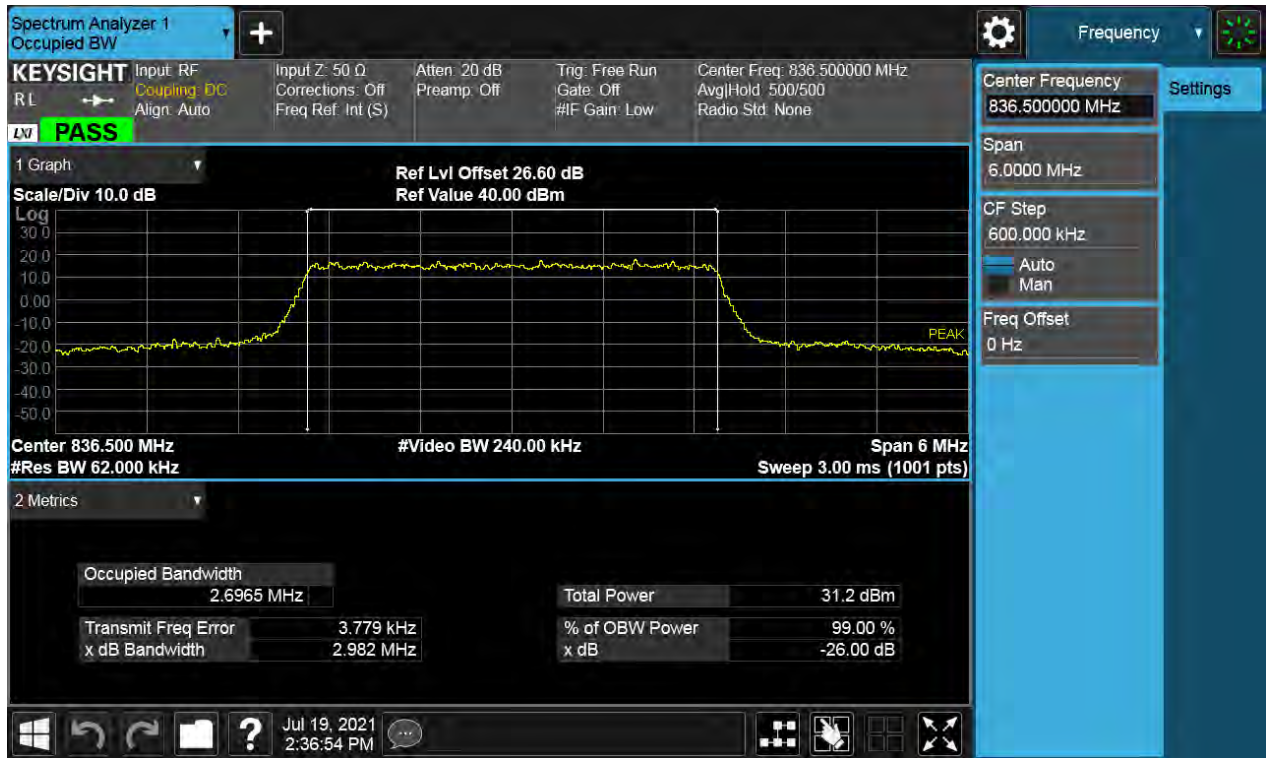 Spectrum Analyzer 1
Occupied BW
Frequency
KEYSIGHT
RL
LXI
PASS
Input: RF
Coupling: DC
Align: Auto
Input Z: 50 Ω
Corrections: Off
Freq Ref: Int (S)
Atten: 20 dB
Preamp: Off
Trig: Free Run
Gate: Off
#IF Gain: Low
Center Freq: 836.500000 MHz
Avg|Hold: 500/500
Radio Std: None
Center Frequency
836.500000 MHz
Settings
Span
6.0000 MHz
CF Step
600.000 kHz
Auto
Man
Freq Offset
0 Hz
1 Graph
Scale/Div 10.0 dB
Ref Lvl Offset 26.60 dB
Ref Value 40.00 dBm
Log
30.0
20.0
10.0
0.00
-10.0
-20.0
-30.0
-40.0
-50.0
PEAK
Center 836.500 MHz
#Video BW 240.00 kHz
Span 6 MHz
#Res BW 62.000 kHz
Sweep 3.00 ms (1001 pts)
2 Metrics
Occupied Bandwidth
2.6965 MHz
Total Power 31.2 dBm
Transmit Freq Error 3.779 kHz
% of OBW Power 99.00 %
x dB Bandwidth 2.982 MHz
x dB -26.00 dB
?
Jul 19, 2021
2:36:54 PM